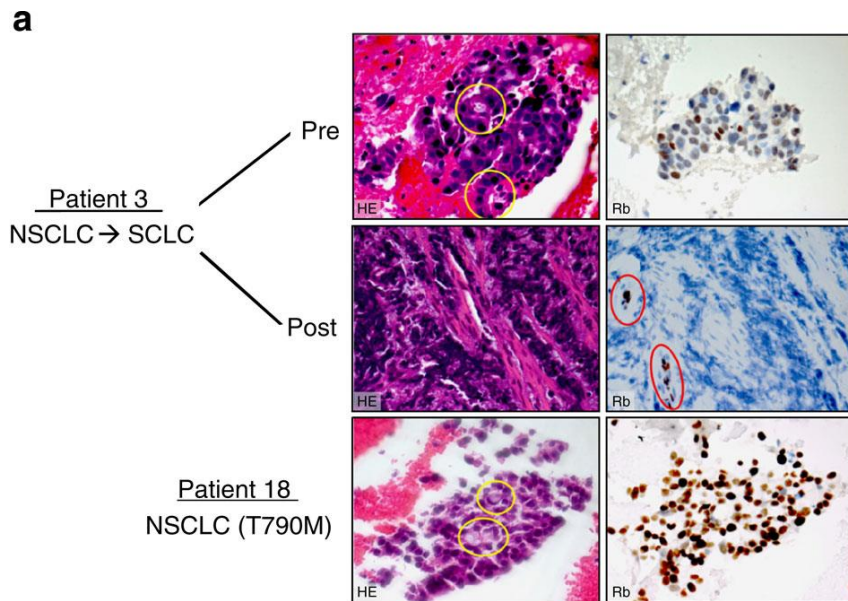 a
Pre
HE
Rb
Patient 3
NSCLC → SCLC
Post
HE
Rb
Patient 18
NSCLC (T790M)
HE
Rb